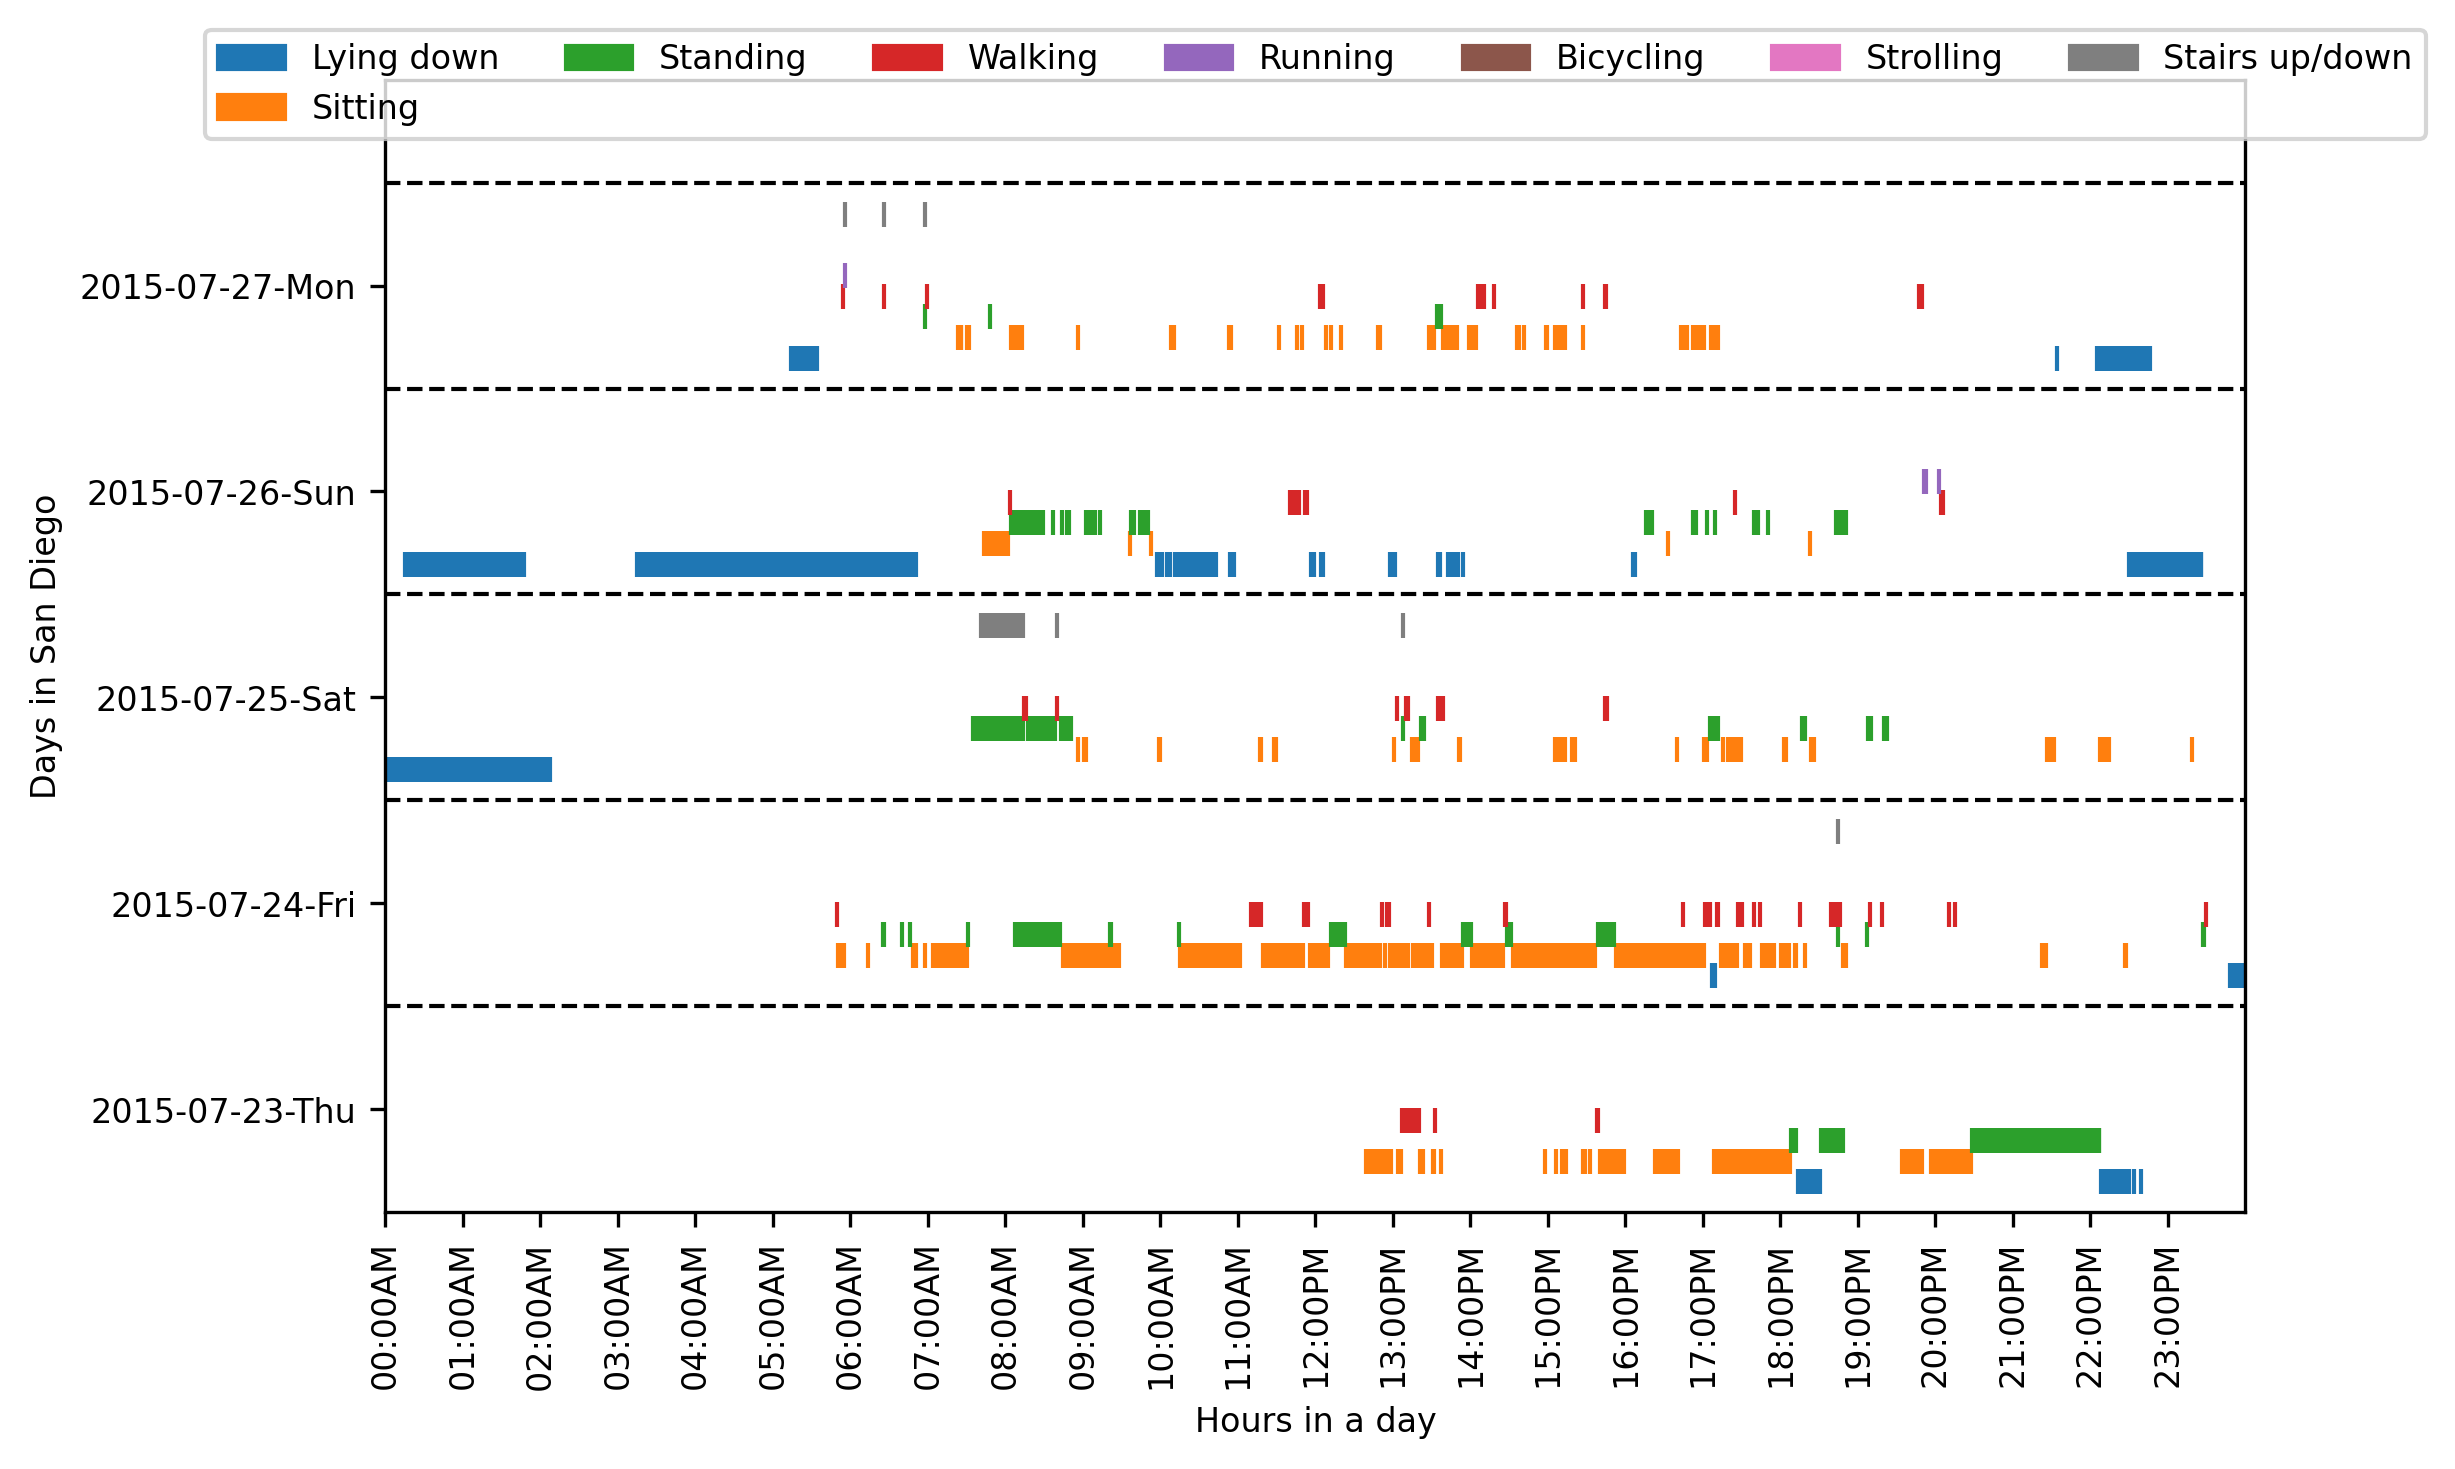 Lying down Standing Walking Running Bicycling Strolling Stairs up/down
Sitting
2015-07-27-Mon
2015-07-26-Sun
2015-07-25-Sat
2015-07-24-Fri
2015-07-23-Thu
Days in San Diego
00:00AM 01:00AM 02:00AM 03:00AM 04:00AM 05:00AM 06:00AM 07:00AM 08:00AM 09:00AM 10:00AM 11:00AM 12:00PM 13:00PM 14:00PM 15:00PM 16:00PM 17:00PM 18:00PM 19:00PM 20:00PM 21:00PM 22:00PM 23:00PM
Hours in a day